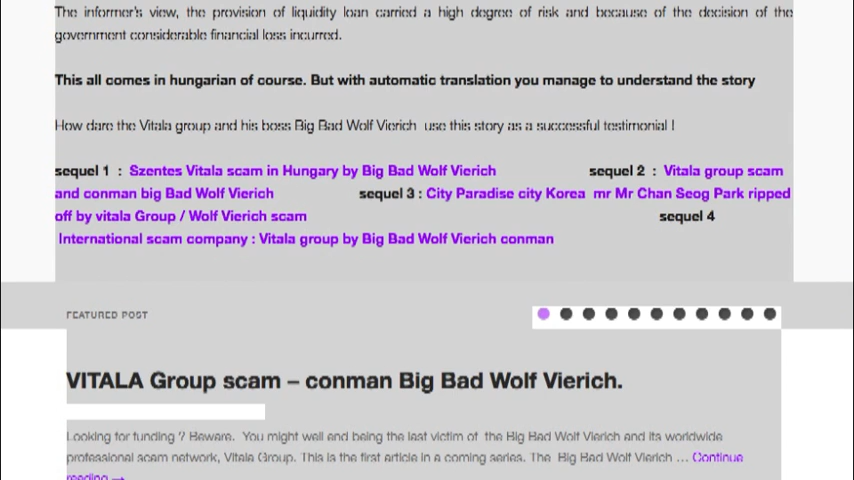 The informer's view, the provision of liquidity loan carried a high degree of risk and because of the decision of the
government considerable financial loss incurred.
This all comes in hungarian of course. But with automatic translation you manage to understand the story
How dare the Vitala group and his boss Big Bad Wolf Vierich use this story as a successful testimonial !
sequel 1 : Szentes Vitala scam in Hungary by Big Bad Wolf Vierich sequel 2 : Vitala group scam
and conman big Bad Wolf Vierich sequel 3 : City Paradise city Korea mr Mr Chan Seog Park ripped
off by vitala Group / Wolf Vierich scam sequel 4
International scam company : Vitala group by Big Bad Wolf Vierich conman
FEATURED POST
VITALA Group scam – conman Big Bad Wolf Vierich.
Looking for funding ? Beware. You might well end being the last victim of the Big Bad Wolf Vierich and its worldwide
professional scam network, Vitala Group. This is the first article in a coming series. The Big Bad Wolf Vierich ... Continue
reading →